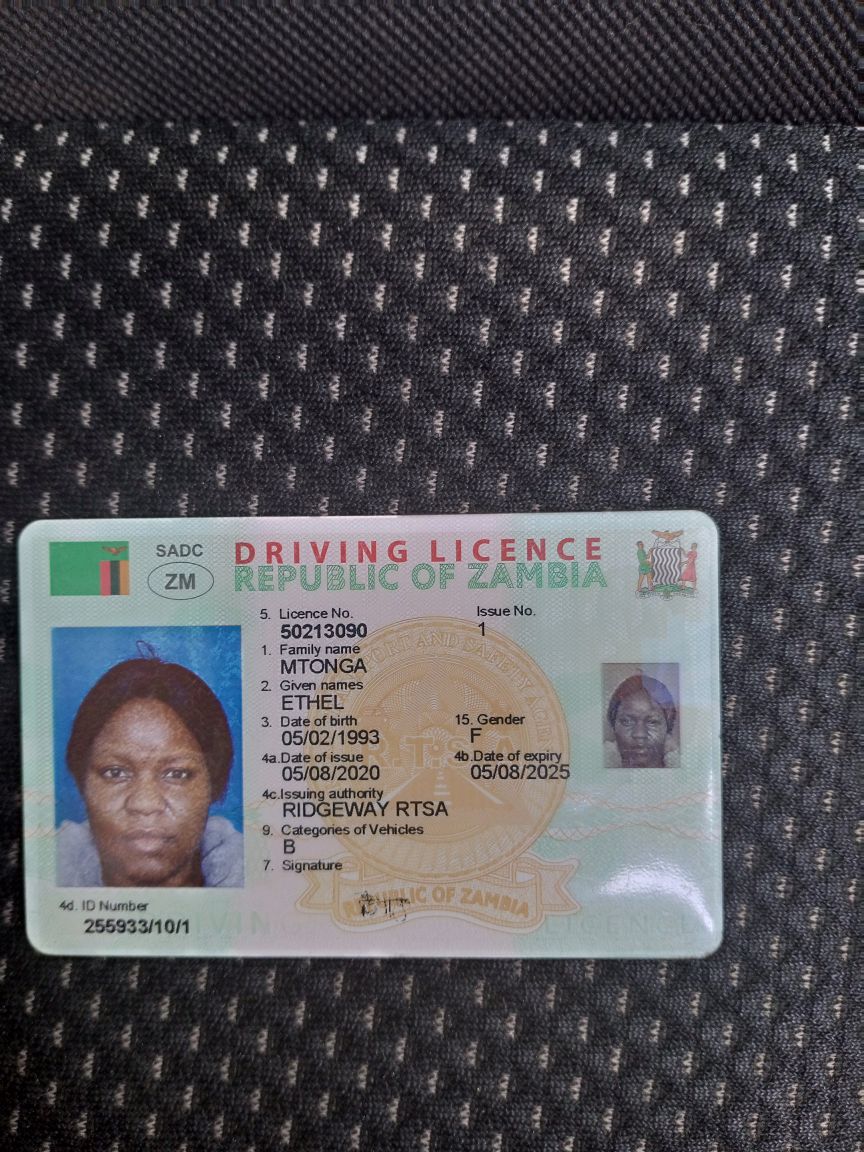 SADC
ZM
DRIVING LICENCE
REPUBLIC OF ZAMBIA
5. Licence No. Issue No.
50213090 1
1. Family name
MTONGA
2. Given names
ETHEL
3. Date of birth 15. Gender
05/02/1993 F
4a.Date of issue 4b.Date of expiry
05/08/2020 05/08/2025
4c.Issuing authority
RIDGEWAY RTSA
9. Categories of Vehicles
B
7. Signature
4d. ID Number
255933/10/1
R.T.S.A
REPUBLIC OF ZAMBIA
LICENCE